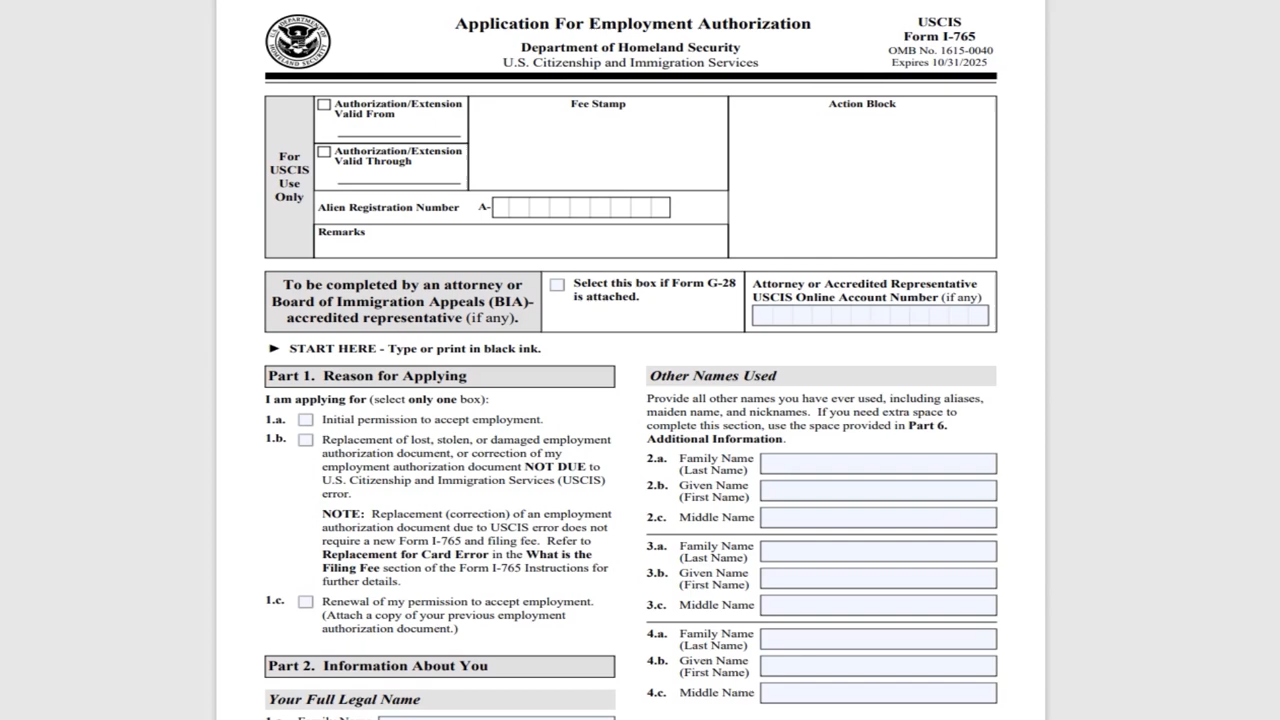 Application For Employment Authorization
Department of Homeland Security
U.S. Citizenship and Immigration Services
USCIS
Form I-765
OMB No. 1615-0040
Expires 10/31/2025
For
USCIS
Use
Only
Authorization/Extension
Valid From
Authorization/Extension
Valid Through
Fee Stamp
Action Block
Alien Registration Number A-
Remarks
To be completed by an attorney or
Board of Immigration Appeals (BIA)-
accredited representative (if any).
Select this box if Form G-28
is attached.
Attorney or Accredited Representative
USCIS Online Account Number (if any)
► START HERE - Type or print in black ink.
Part 1. Reason for Applying
I am applying for (select only one box):
1.a. Initial permission to accept employment.
1.b. Replacement of lost, stolen, or damaged employment
authorization document, or correction of my
employment authorization document NOT DUE to
U.S. Citizenship and Immigration Services (USCIS)
error.
NOTE: Replacement (correction) of an employment
authorization document due to USCIS error does not
require a new Form I-765 and filing fee. Refer to
Replacement for Card Error in the What is the
Filing Fee section of the Form I-765 Instructions for
further details.
1.c. Renewal of my permission to accept employment.
(Attach a copy of your previous employment
authorization document.)
Part 2. Information About You
Your Full Legal Name
Other Names Used
Provide all other names you have ever used, including aliases,
maiden name, and nicknames. If you need extra space to
complete this section, use the space provided in Part 6.
Additional Information.
2.a. Family Name
(Last Name)
2.b. Given Name
(First Name)
2.c. Middle Name
3.a. Family Name
(Last Name)
3.b. Given Name
(First Name)
3.c. Middle Name
4.a. Family Name
(Last Name)
4.b. Given Name
(First Name)
4.c. Middle Name